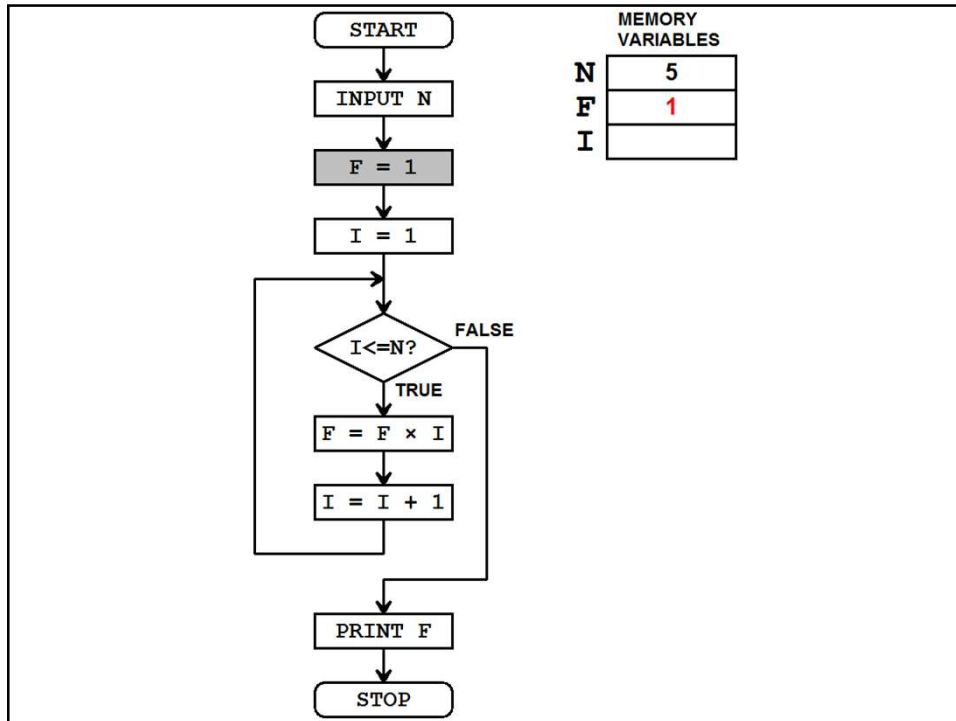 START
INPUT N
F = 1
I = 1
I<=N?
FALSE
TRUE
F = F × I
I = I + 1
PRINT F
STOP
MEMORY
VARIABLES
N 5
F 1
I